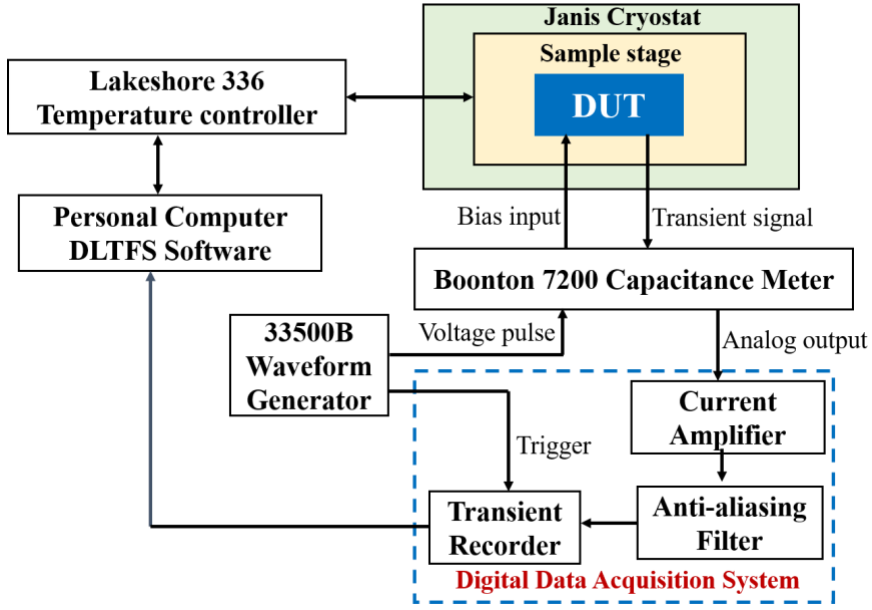 Janis Cryostat
Sample stage
DUT
Lakeshore 336
Temperature controller
Personal Computer
DLTFS Software
Bias input
Transient signal
Boonton 7200 Capacitance Meter
33500B
Waveform
Generator
Voltage pulse
Analog output
Current
Amplifier
Trigger
Transient
Recorder
Anti-aliasing
Filter
Digital Data Acquisition System